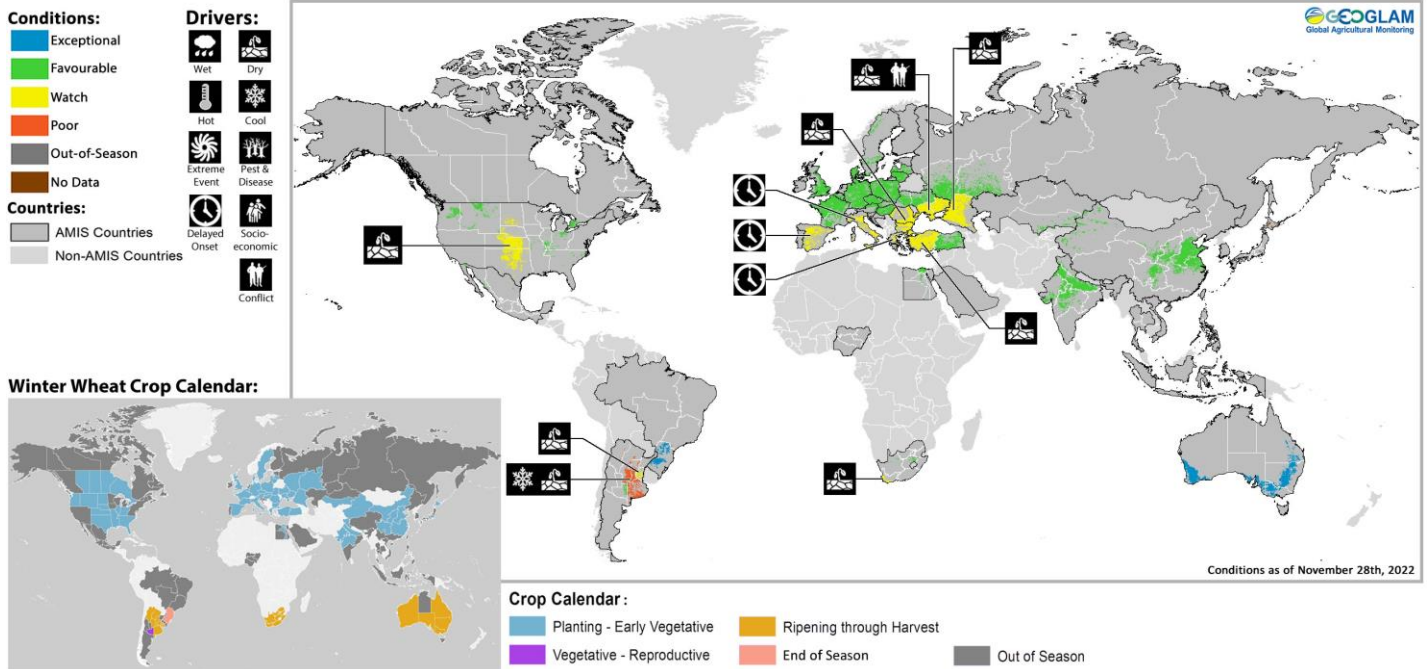 Conditions:
Exceptional
Favourable
Watch
Poor
Out-of-Season
No Data
Countries:
AMIS Countries
Non-AMIS Countries
Drivers:
Wet
Dry
Hot
Cool
Extreme
Event
Pest &
Disease
Delayed
Onset
Socio-
economic
Conflict
GEOGLAM
Global Agricultural Monitoring
Conditions as of November 28th, 2022
Winter Wheat Crop Calendar:
Crop Calendar :
Planting - Early Vegetative
Ripening through Harvest
Vegetative - Reproductive
End of Season
Out of Season